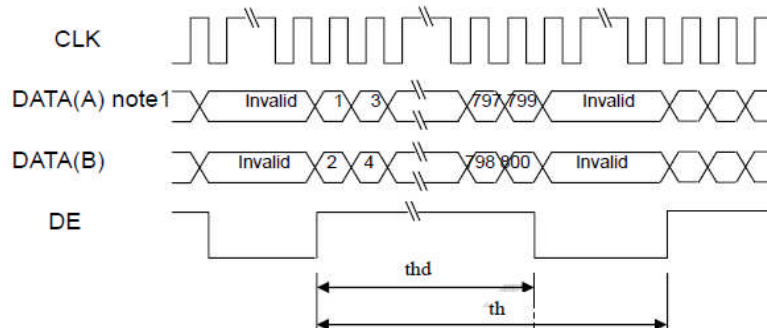 CLK
DATA(A) note1 Invalid 1 3 797 799 Invalid
DATA(B) Invalid 2 4 798 800 Invalid
DE
thd
th